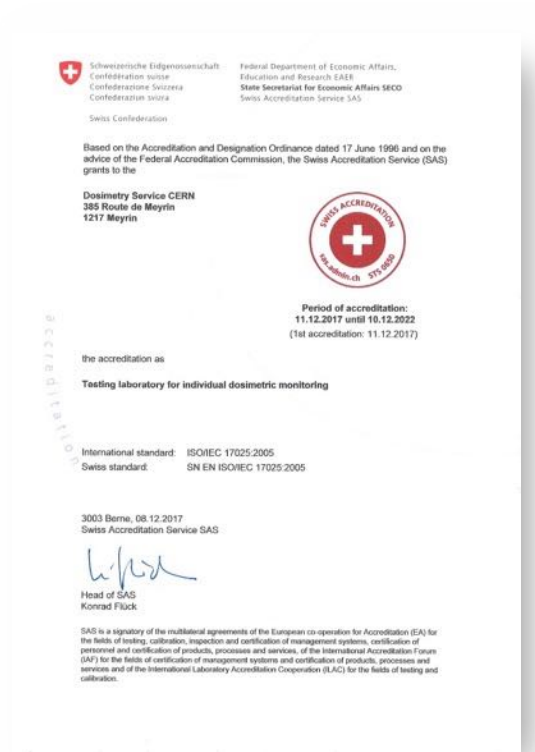 Schweizerische Eidgenossenschaft
Confédération suisse
Confederazione Svizzera
Confederaziun svizra
Swiss Confederation
Federal Department of Economic Affairs,
Education and Research EAER
State Secretariat for Economic Affairs SECO
Swiss Accreditation Service SAS
Based on the Accreditation and Designation Ordinance dated 17 June 1996 and on the
advice of the Federal Accreditation Commission, the Swiss Accreditation Service (SAS)
grants to the
Dosimetry Service CERN
385 Route de Meyrin
1217 Meyrin
SWISS ACCREDITATION
sas.admin.ch STS 0650
Period of accreditation:
11.12.2017 until 10.12.2022
(1st accreditation: 11.12.2017)
accreditation
the accreditation as
Testing laboratory for individual dosimetric monitoring
International standard: ISO/IEC 17025:2005
Swiss standard: SN EN ISO/IEC 17025:2005
3003 Berne, 08.12.2017
Swiss Accreditation Service SAS
Head of SAS
Konrad Flück
SAS is a signatory of the multilateral agreements of the European co-operation for Accreditation (EA) for
the fields of testing, calibration, inspection and certification of management systems, certification of
personnel and certification of products, processes and services, of the International Accreditation Forum
(IAF) for the fields of certification of management systems and certification of products, processes and
services and of the International Laboratory Accreditation Cooperation (ILAC) for the fields of testing and
calibration.